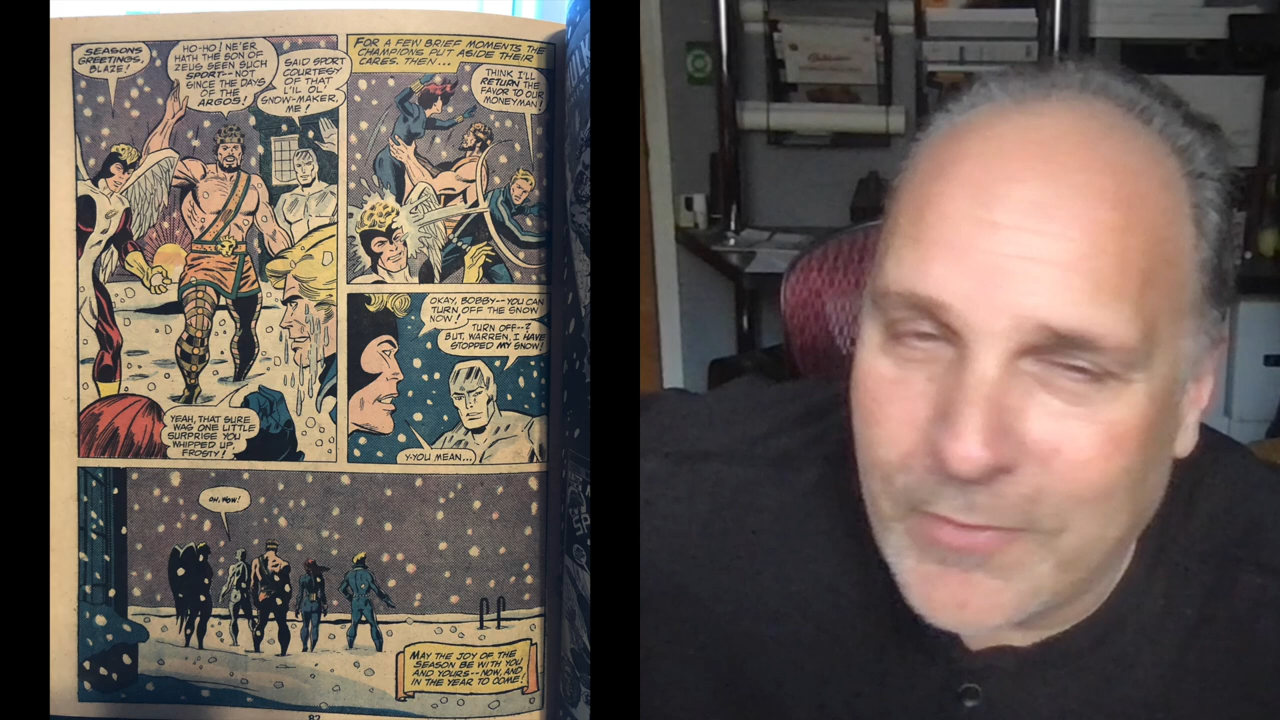 SEASONS
GREETINGS,
BLAZE!
HO-HO! NE'ER
HATH THE SON OF
ZEUS SEEN SUCH
SPORT--NOT
SINCE THE DAYS
OF THE
ARGOS!
SAID SPORT
COURTESY
OF THAT
L'IL OL'
SNOW-MAKER,
ME!
YEAH, THAT SURE
WAS ONE LITTLE
SURPRISE YOU
WHIPPED UP,
FROSTY!
FOR A FEW BRIEF MOMENTS THE
CHAMPIONS PUT ASIDE THEIR
CARES. THEN...
THINK I'LL
RETURN THE
FAVOR TO OUR
MONEYMAN!
OKAY, BOBBY--YOU CAN
TURN OFF THE SNOW
NOW!
TURN OFF--?
BUT, WARREN, I HAVE
STOPPED MY SNOW!
Y-YOU MEAN...
OH, WOW!
MAY THE JOY OF THE
SEASON BE WITH YOU
AND YOURS--NOW, AND
IN THE YEAR TO COME!
82